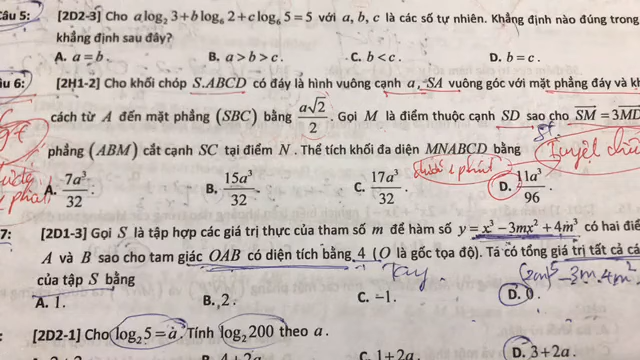 Câu 5: [2D2-3] Cho a log₂ 3 + b log₆ 2 + c log₆ 5 = 5 với a, b, c là các số tự nhiên. Khẳng định nào đúng trong
khẳng định sau đây?
A. a = b. B. a > b > c. C. b < c. D. b = c.
âu 6: [2H1-2] Cho khối chóp S.ABCD có đáy là hình vuông cạnh a, SA vuông góc với mặt phẳng đáy và kh
cách từ A đến mặt phẳng (SBC) bằng a√2/2. Gọi M là điểm thuộc cạnh SD sao cho SM = 3MD
phẳng (ABM) cắt cạnh SC tại điểm N. Thể tích khối đa diện MNABCD bằng
A. 7a³/32 B. 15a³/32 C. 17a³/32 D. 11a³/96
7: [2D1-3] Gọi S là tập hợp các giá trị thực của tham số m để hàm số y = x³ − 3mx² + 4m³ có hai điể
A và B sao cho tam giác OAB có diện tích bằng 4 (O là gốc tọa độ). Ta có tổng giá trị tất cả cá
của tập S bằng
A. 1. B. 2. C. −1. D. 0.
[2D2-1] Cho log₂ 5 = a. Tính log₂ 200 theo a.
C. 1 + 2a. D. 3 + 2a.